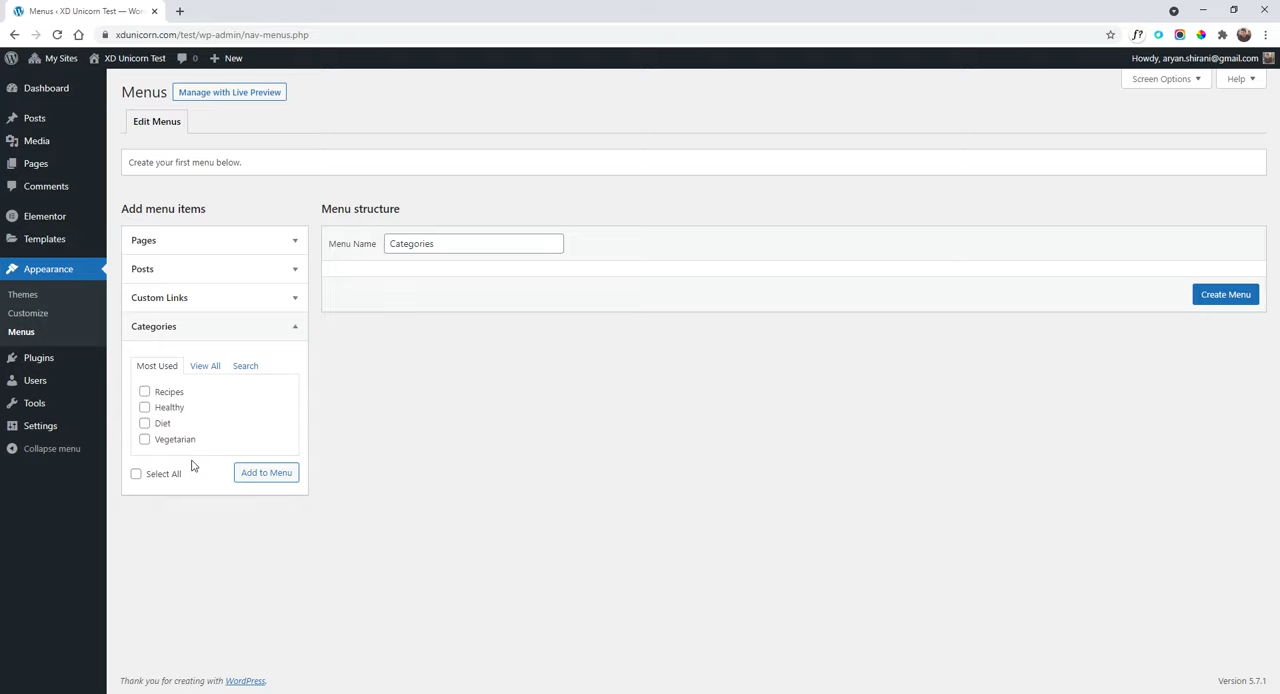 Menus ‹ XD Unicorn Test — Wor
xdunicorn.com/test/wp-admin/nav-menus.php
f?
My Sites
XD Unicorn Test
0
New
Howdy, aryan.shirani@gmail.com
Dashboard
Posts
Media
Pages
Comments
Elementor
Templates
Appearance
Themes
Customize
Menus
Plugins
Users
Tools
Settings
Collapse menu
Menus
Manage with Live Preview
Screen Options
Help
Edit Menus
Create your first menu below.
Add menu items
Menu structure
Pages
Posts
Custom Links
Categories
Most Used
View All
Search
Recipes
Healthy
Diet
Vegetarian
Select All
Add to Menu
Menu Name
Categories
Create Menu
Thank you for creating with WordPress.
Version 5.7.1